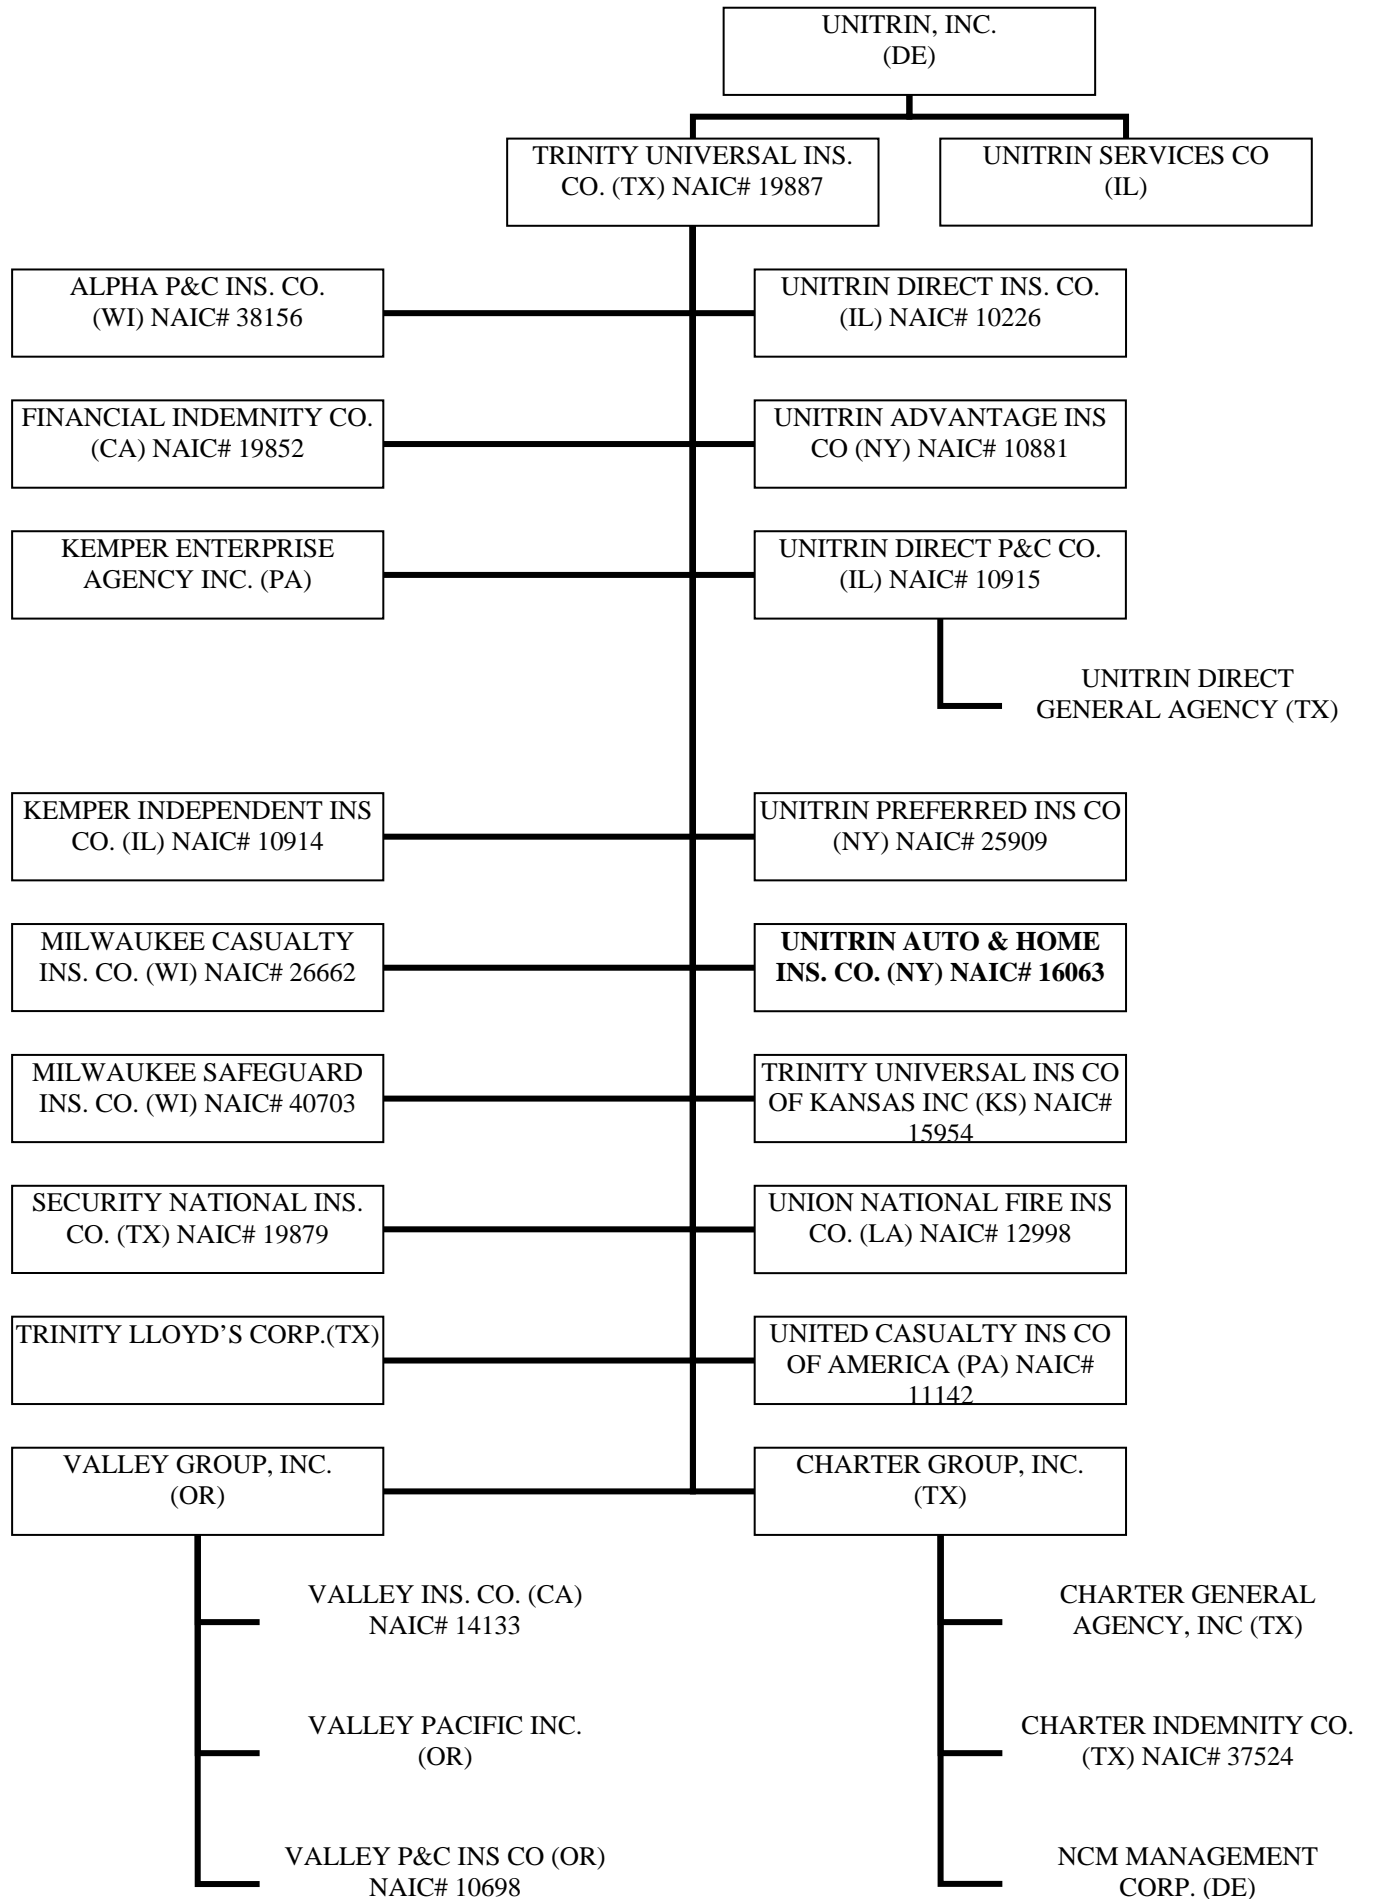 UNITRIN, INC.
(DE)
TRINITY UNIVERSAL INS.
CO. (TX) NAIC# 19887
UNITRIN SERVICES CO
(IL)
ALPHA P&C INS. CO.
(WI) NAIC# 38156
UNITRIN DIRECT INS. CO.
(IL) NAIC# 10226
FINANCIAL INDEMNITY CO.
(CA) NAIC# 19852
UNITRIN ADVANTAGE INS
CO (NY) NAIC# 10881
KEMPER ENTERPRISE
AGENCY INC. (PA)
UNITRIN DIRECT P&C CO.
(IL) NAIC# 10915
UNITRIN DIRECT
GENERAL AGENCY (TX)
KEMPER INDEPENDENT INS
CO. (IL) NAIC# 10914
UNITRIN PREFERRED INS CO
(NY) NAIC# 25909
MILWAUKEE CASUALTY
INS. CO. (WI) NAIC# 26662
UNITRIN AUTO & HOME
INS. CO. (NY) NAIC# 16063
MILWAUKEE SAFEGUARD
INS. CO. (WI) NAIC# 40703
TRINITY UNIVERSAL INS CO
OF KANSAS INC (KS) NAIC#
15954
SECURITY NATIONAL INS.
CO. (TX) NAIC# 19879
UNION NATIONAL FIRE INS
CO. (LA) NAIC# 12998
TRINITY LLOYD’S CORP.(TX)
UNITED CASUALTY INS CO
OF AMERICA (PA) NAIC#
11142
VALLEY GROUP, INC.
(OR)
CHARTER GROUP, INC.
(TX)
VALLEY INS. CO. (CA)
NAIC# 14133
CHARTER GENERAL
AGENCY, INC (TX)
VALLEY PACIFIC INC.
(OR)
CHARTER INDEMNITY CO.
(TX) NAIC# 37524
VALLEY P&C INS CO (OR)
NAIC# 10698
NCM MANAGEMENT
CORP. (DE)